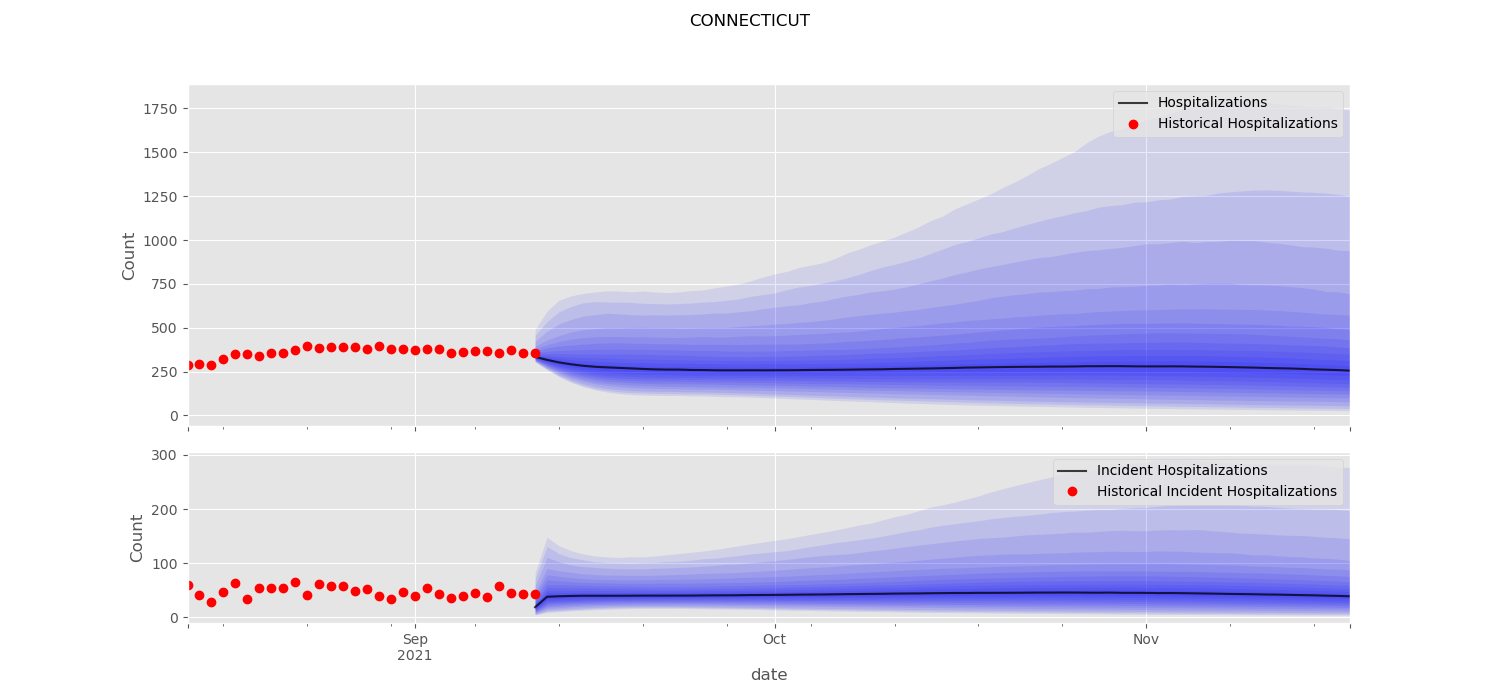 CONNECTICUT
1750
1500
1250
1000
750
500
250
0
Count
Hospitalizations
Historical Hospitalizations
300
200
100
0
Count
Incident Hospitalizations
Historical Incident Hospitalizations
Sep
2021
Oct
Nov
date